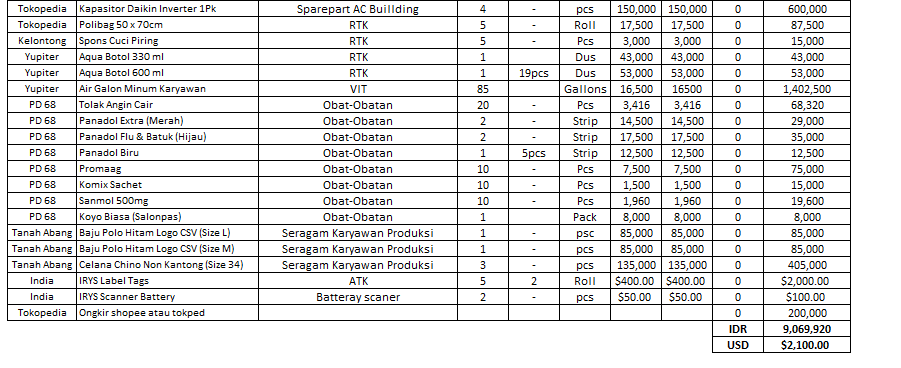 Tokopedia Kapasitor Daikin Inverter 1Pk Sparepart AC Buillding 4 - pcs 150,000 150,000 0 600,000
Tokopedia Polibag 50 x 70cm RTK 5 - Roll 17,500 17,500 0 87,500
Kelontong Spons Cuci Piring RTK 5 - Pcs 3,000 3,000 0 15,000
Yupiter Aqua Botol 330 ml RTK 1 Dus 43,000 43,000 0 43,000
Yupiter Aqua Botol 600 ml RTK 1 19pcs Dus 53,000 53,000 0 53,000
Yupiter Air Galon Minum Karyawan VIT 85 Gallons 16,500 16500 0 1,402,500
PD 68 Tolak Angin Cair Obat-Obatan 20 - Pcs 3,416 3,416 0 68,320
PD 68 Panadol Extra (Merah) Obat-Obatan 2 - Strip 14,500 14,500 0 29,000
PD 68 Panadol Flu & Batuk (Hijau) Obat-Obatan 2 - Strip 17,500 17,500 0 35,000
PD 68 Panadol Biru Obat-Obatan 1 5pcs Strip 12,500 12,500 0 12,500
PD 68 Promaag Obat-Obatan 10 - Pcs 7,500 7,500 0 75,000
PD 68 Komix Sachet Obat-Obatan 10 - Pcs 1,500 1,500 0 15,000
PD 68 Sanmol 500mg Obat-Obatan 10 - Pcs 1,960 1,960 0 19,600
PD 68 Koyo Biasa (Salonpas) Obat-Obatan 1 Pack 8,000 8,000 0 8,000
Tanah Abang Baju Polo Hitam Logo CSV (Size L) Seragam Karyawan Produksi 1 - psc 85,000 85,000 0 85,000
Tanah Abang Baju Polo Hitam Logo CSV (Size M) Seragam Karyawan Produksi 1 - pcs 85,000 85,000 0 85,000
Tanah Abang Celana Chino Non Kantong (Size 34) Seragam Karyawan Produksi 3 - pcs 135,000 135,000 0 405,000
India IRYS Label Tags ATK 5 2 Roll $400.00 $400.00 0 $2,000.00
India IRYS Scanner Battery Batteray scaner 2 - pcs $50.00 $50.00 0 $100.00
Tokopedia Ongkir shopee atau tokped 0 200,000
IDR 9,069,920
USD $2,100.00